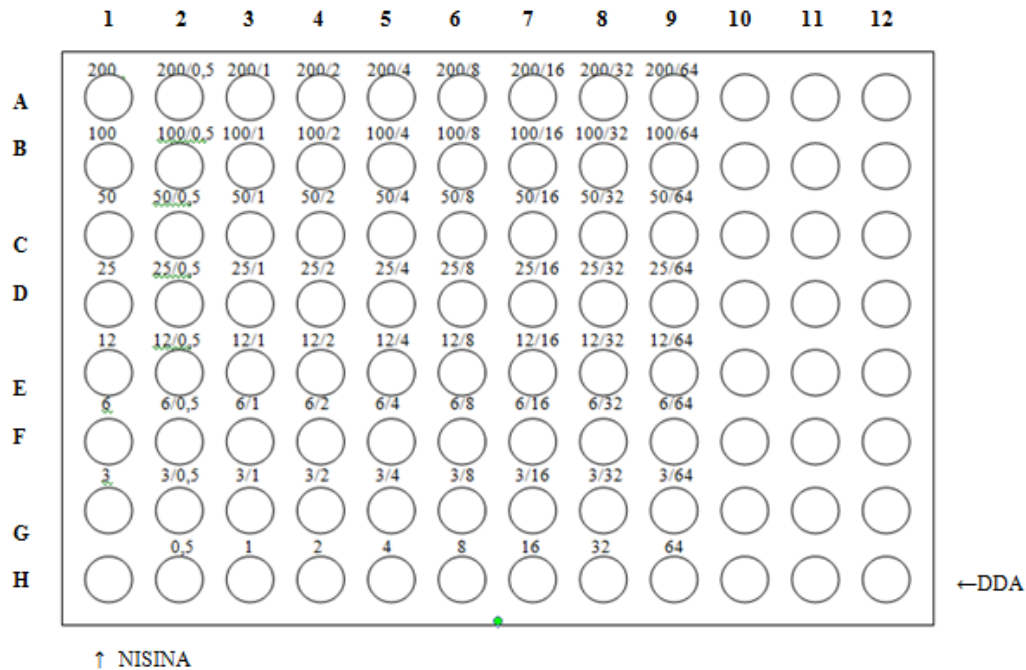 1 2 3 4 5 6 7 8 9 10 11 12
200 200/0,5 200/1 200/2 200/4 200/8 200/16 200/32 200/64
A
100 100/0,5 100/1 100/2 100/4 100/8 100/16 100/32 100/64
B
50 50/0,5 50/1 50/2 50/4 50/8 50/16 50/32 50/64
C
25 25/0,5 25/1 25/2 25/4 25/8 25/16 25/32 25/64
D
12 12/0,5 12/1 12/2 12/4 12/8 12/16 12/32 12/64
E
6 6/0,5 6/1 6/2 6/4 6/8 6/16 6/32 6/64
F
3 3/0,5 3/1 3/2 3/4 3/8 3/16 3/32 3/64
G
0,5 1 2 4 8 16 32 64
H ←DDA
↑ NISINA